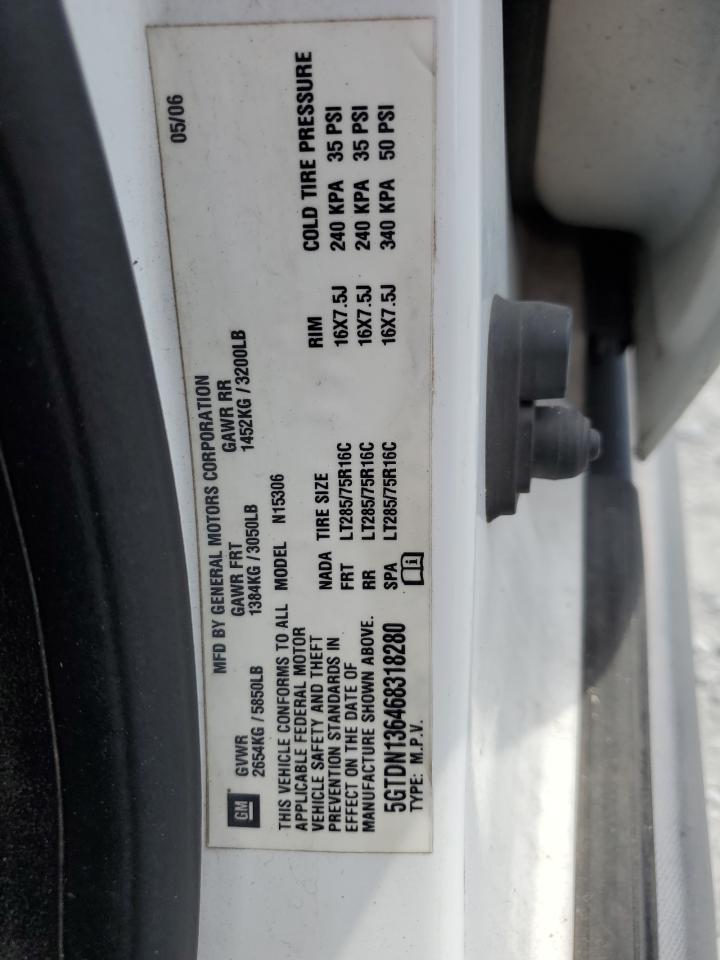 05/06
MFD BY GENERAL MOTORS CORPORATION
GM
GVWR GAWR FRT GAWR RR
2654KG / 5850LB 1384KG / 3050LB 1452KG / 3200LB
THIS VEHICLE CONFORMS TO ALL
APPLICABLE FEDERAL MOTOR
VEHICLE SAFETY AND THEFT
PREVENTION STANDARDS IN
EFFECT ON THE DATE OF
MANUFACTURE SHOWN ABOVE.
5GTDN136468318280
TYPE: M.P.V.
MODEL N15306
NADA TIRE SIZE RIM COLD TIRE PRESSURE
FRT LT285/75R16C 16X7.5J 240 KPA 35 PSI
RR LT285/75R16C 16X7.5J 240 KPA 35 PSI
SPA LT285/75R16C 16X7.5J 340 KPA 50 PSI